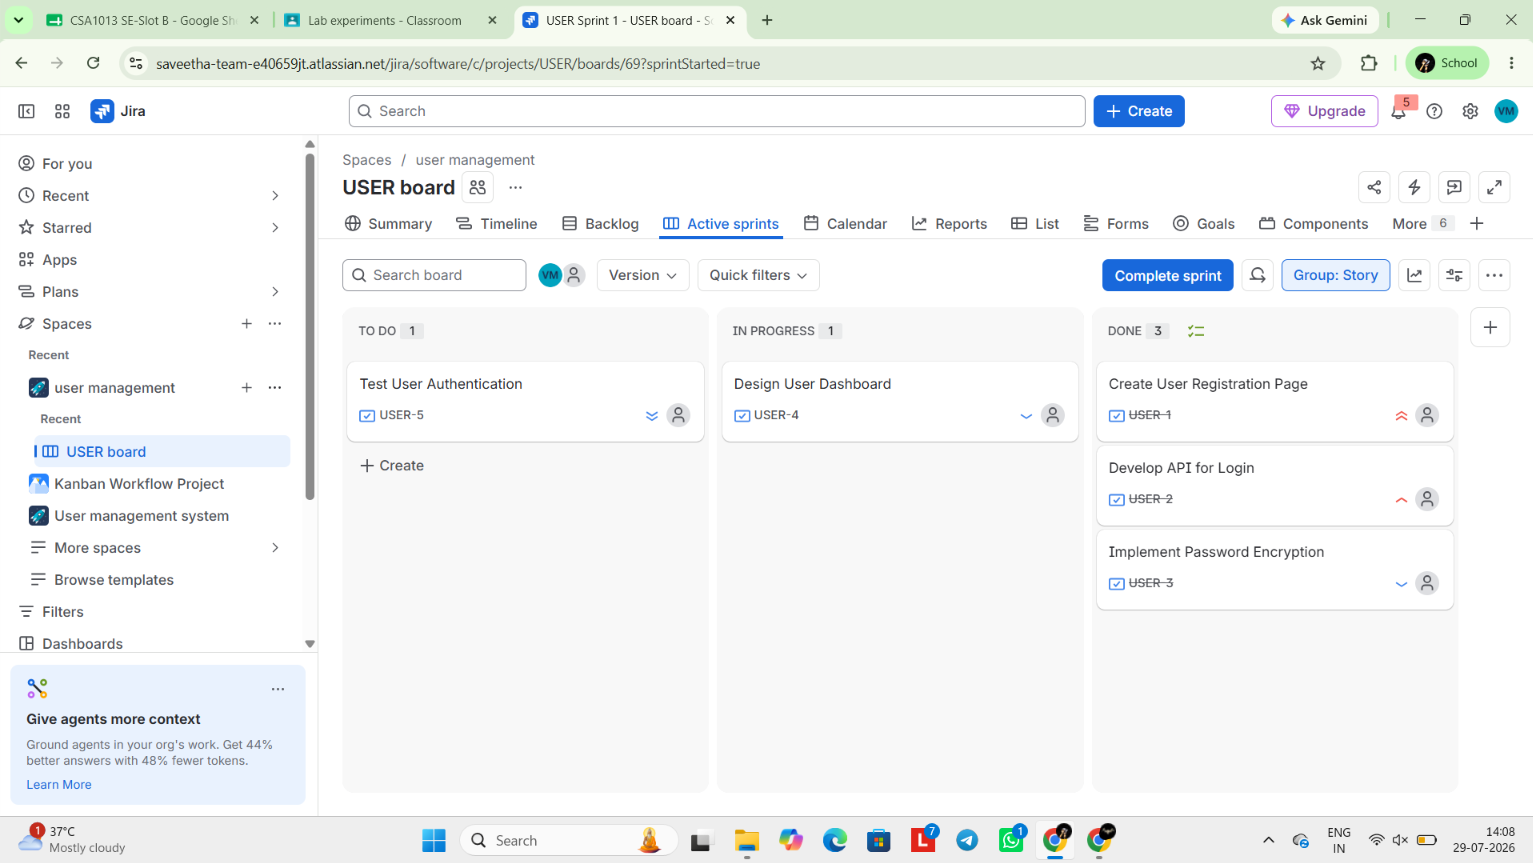 CSA1013 SE-Slot B - Google Sh
Lab experiments - Classroom
USER Sprint 1 - USER board - Sc
Ask Gemini
saveetha-team-e40659jt.atlassian.net/jira/software/c/projects/USER/boards/69?sprintStarted=true
School
Jira
Search
Create
Upgrade
5
VM
For you
Recent
Starred
Apps
Plans
Spaces
Recent
user management
Recent
USER board
Kanban Workflow Project
User management system
More spaces
Browse templates
Filters
Dashboards
Give agents more context
Ground agents in your org's work. Get 44%
better answers with 48% fewer tokens.
Learn More
Spaces / user management
USER board
Summary Timeline Backlog Active sprints Calendar Reports List Forms Goals Components More 6
Search board
VM
Version
Quick filters
Complete sprint
Group: Story
TO DO 1
Test User Authentication
USER-5
Create
IN PROGRESS 1
Design User Dashboard
USER-4
DONE 3
Create User Registration Page
USER-1
Develop API for Login
USER-2
Implement Password Encryption
USER-3
1
37°C
Mostly cloudy
Search
L
7
1
ENG
IN
14:08
29-07-2026